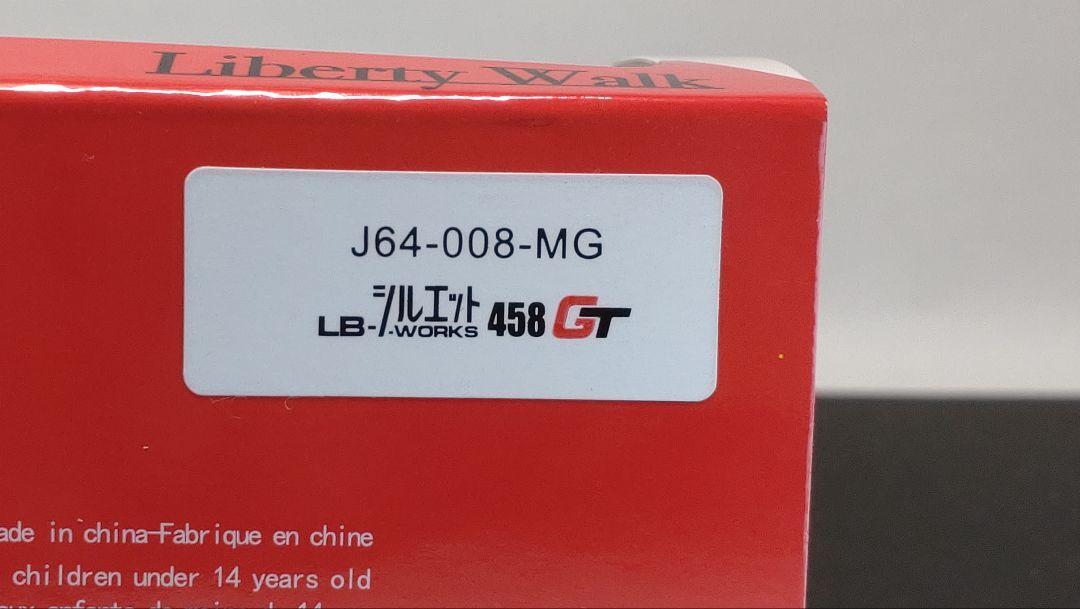 Liberty Walk
J64-008-MG
LB-シルエット-WORKS 458 GT
ade in china-Fabrique en chine
children under 14 years old